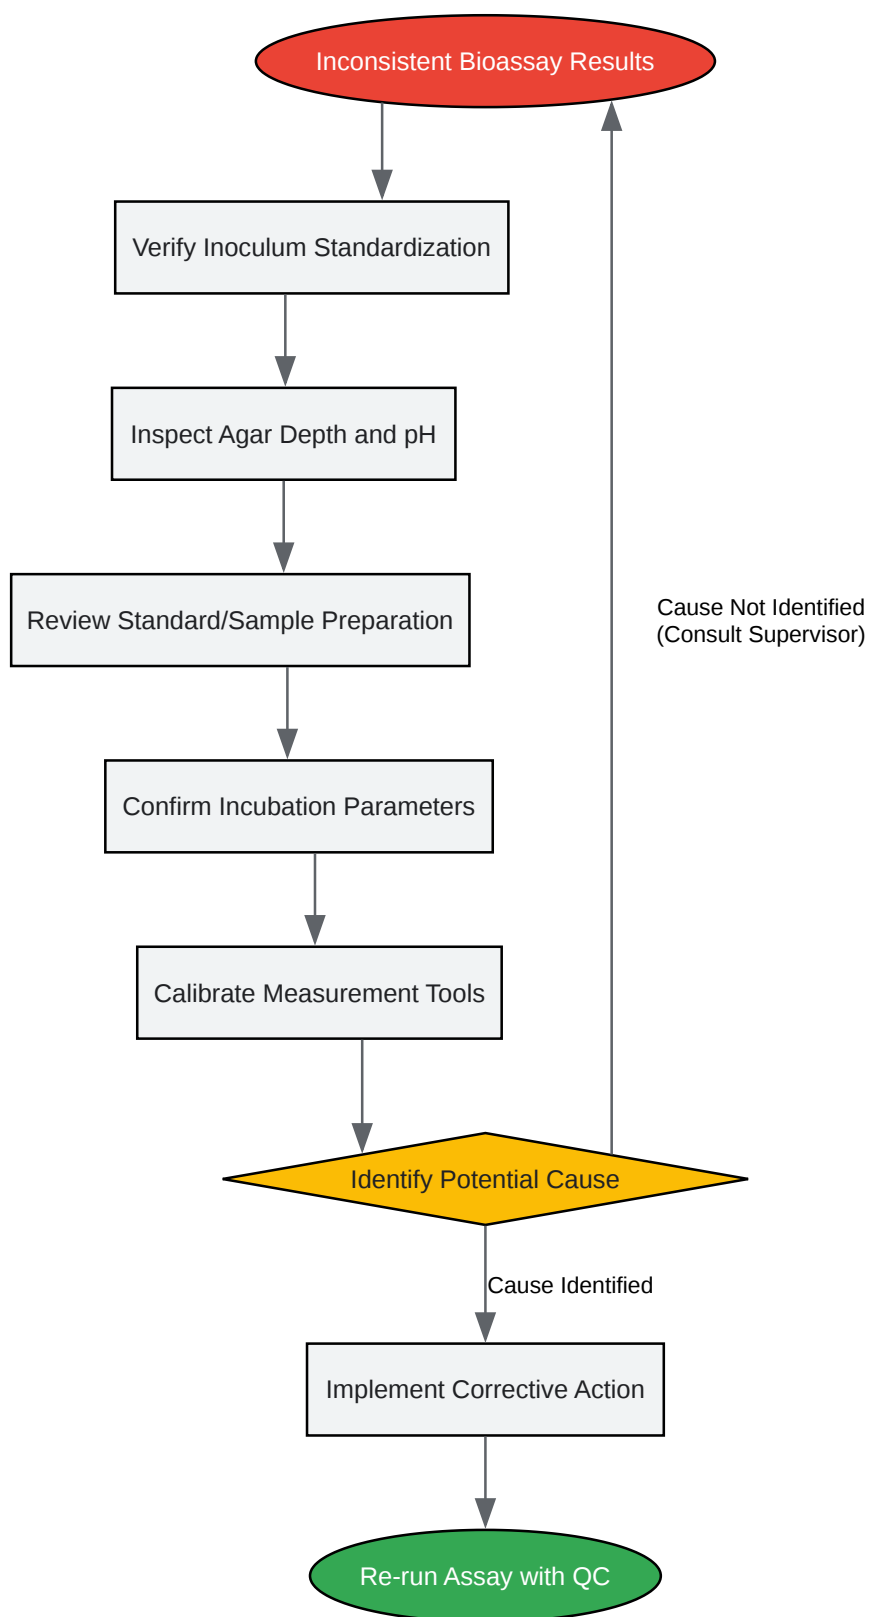 Inconsistent Bioassay Results
Verify Inoculum Standardization
Inspect Agar Depth and pH
Review Standard/Sample Preparation
Cause Not Identified
(Consult Supervisor)
Confirm Incubation Parameters
Calibrate Measurement Tools
Identify Potential Cause
Cause Identified
Implement Corrective Action
Re-run Assay with QC